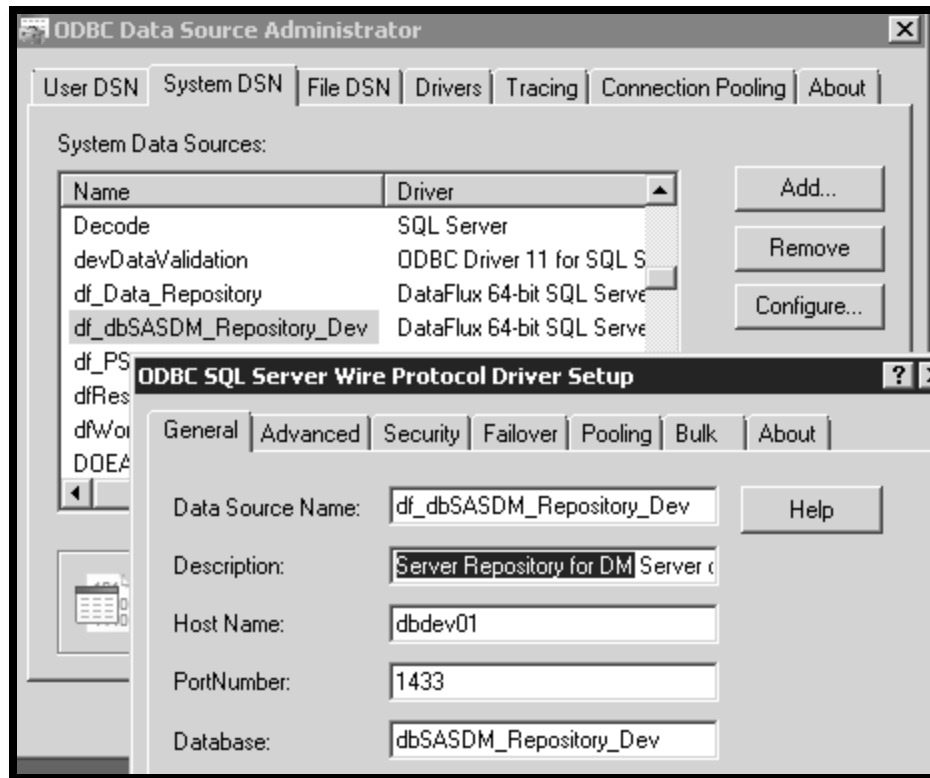 ODBC Data Source Administrator
User DSN System DSN File DSN Drivers Tracing Connection Pooling About
System Data Sources:
Name Driver
Decode SQL Server
devDataValidation ODBC Driver 11 for SQL S
df_Data_Repository DataFlux 64-bit SQL Serve
df_dbSASDM_Repository_Dev DataFlux 64-bit SQL Serve
df_PS
dfRes
dfWor
DOEA
Add...
Remove
Configure...
ODBC SQL Server Wire Protocol Driver Setup
General Advanced Security Failover Pooling Bulk About
Data Source Name: df_dbSASDM_Repository_Dev
Help
Description: Server Repository for DM Server
Host Name: dbdev01
PortNumber: 1433
Database: dbSASDM_Repository_Dev